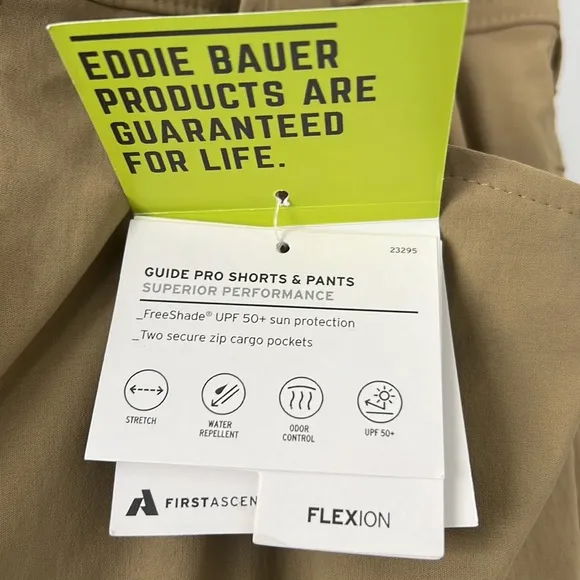 EDDIE BAUER
PRODUCTS ARE
GUARANTEED
FOR LIFE.
23295
GUIDE PRO SHORTS & PANTS
SUPERIOR PERFORMANCE
_FreeShade® UPF 50+ sun protection
_Two secure zip cargo pockets
STRETCH
WATER
REPELLENT
ODOR
CONTROL
UPF 50+
FIRSTASCEN
FLEXION